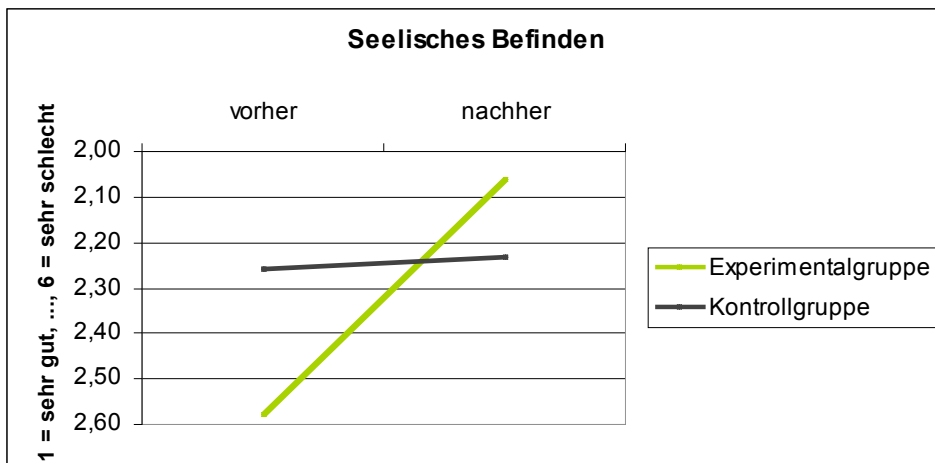 Seelisches Befinden
vorher nachher
1 = sehr gut, ..., 6 = sehr schlecht
2,00
2,10
2,20
2,30
2,40
2,50
2,60
Experimentalgruppe
Kontrollgruppe